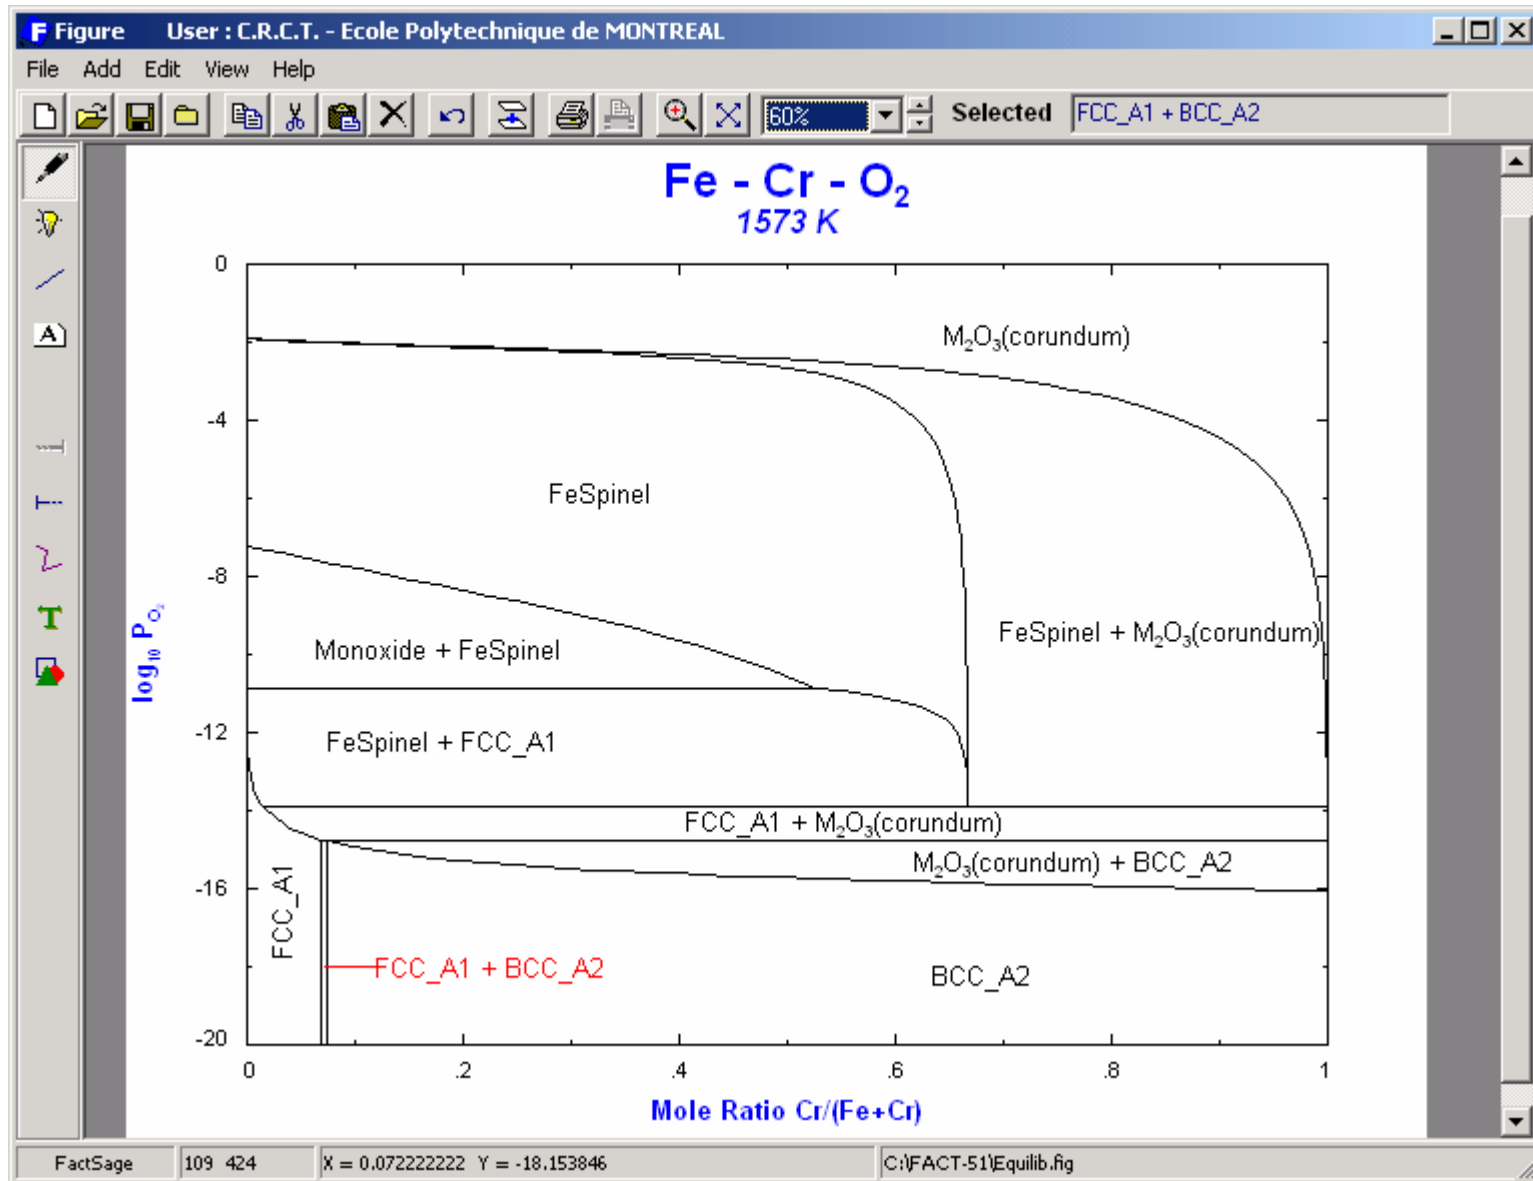 F Figure User : C.R.C.T. - Ecole Polytechnique de MONTREAL
File Add Edit View Help
60% Selected FCC_A1 + BCC_A2
A
T
Fe - Cr - O₂
1573 K
0
-4
-8
-12
-16
-20
log₁₀ P_O₂
M₂O₃(corundum)
FeSpinel
FeSpinel + M₂O₃(corundum)
Monoxide + FeSpinel
FeSpinel + FCC_A1
FCC_A1 + M₂O₃(corundum)
M₂O₃(corundum) + BCC_A2
FCC_A1
FCC_A1 + BCC_A2
BCC_A2
0 .2 .4 .6 .8 1
Mole Ratio Cr/(Fe+Cr)
FactSage 109 424 X = 0.072222222 Y = -18.153846 C:\FACT-51\Equilib.fig